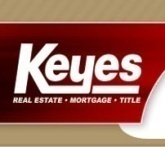 Keyes
REAL ESTATE • MORTGAGE • TITLE